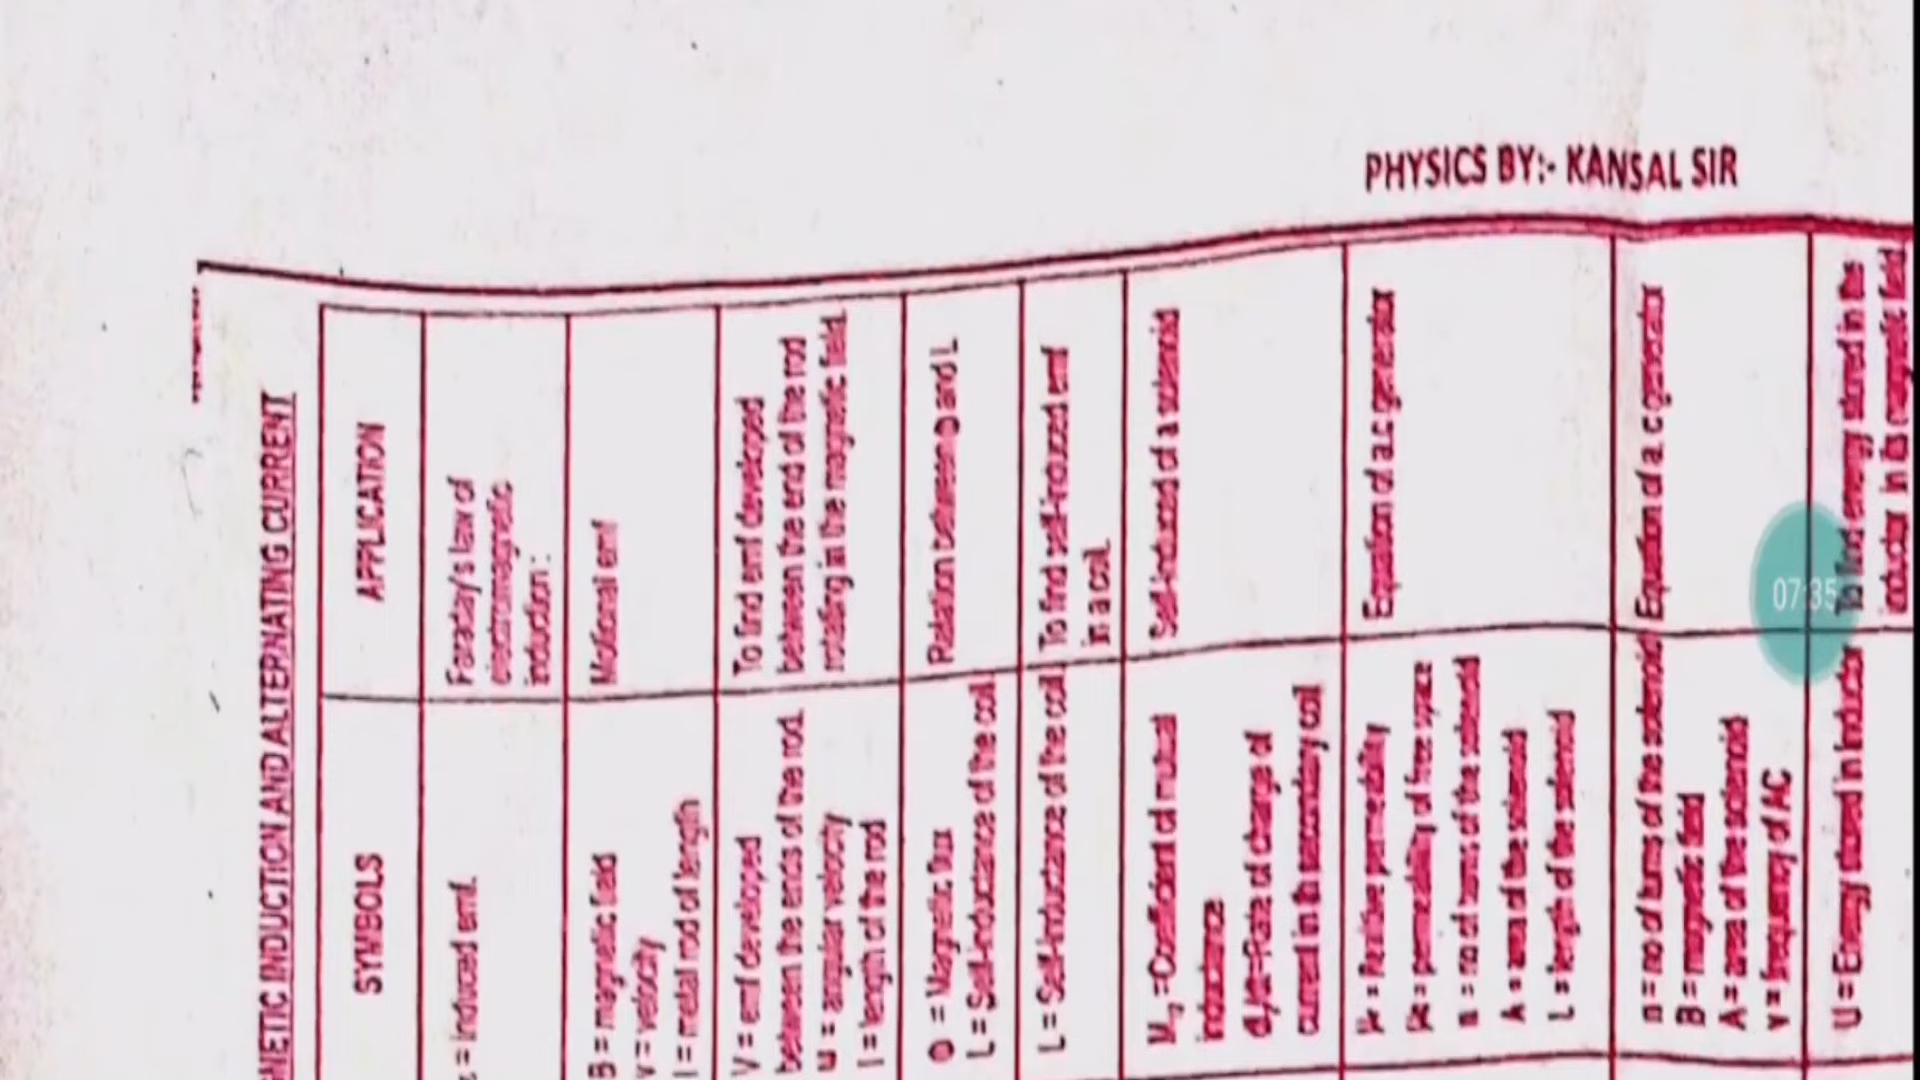 PHYSICS BY:- KANSAL SIR
NETIC INDUCTION AND ALTERNATING CURRENT
SYMBOLS
APPLICATION
= induced emf.
Faraday's law of
electromagnetic
induction :
B = magnetic field
v = velocity
l = metal rod of length
Motional emf
V = emf developed
between the ends of the rod.
= angular velocity
l = length of the rod
To find emf developed
between the end of the rod
rotating in the magnetic field.
= Magnetic flux
L = Self-inductance of the coil
Relation between and L
L = Self-inductance of the coil
To find self-induced emf
in a coil.
=Coefficient of mutual
inductance
=Rate of change of
current in secondary coil
Self-induced of a solenoid
= Relative permeability
= permeability of free space
n = no of turns of the solenoid
A = area of the solenoid
L = length of the solenoid
Equation of a.c generator
n = no of turns of the solenoid
B = magnetic field
A = area of the solenoid
v = frequency of AC
Equation of a.c generator
U = Energy stored in inductor
To find energy stored in the
inductor in its magnetic field
07:35